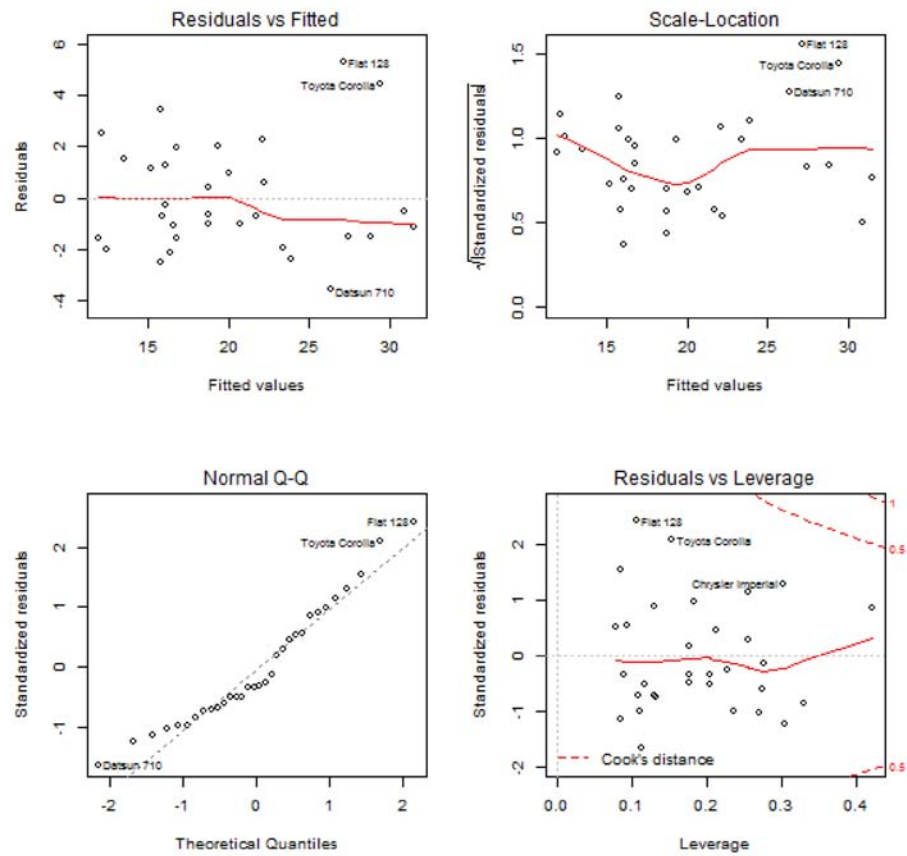 Residuals vs Fitted
Residuals
6
4
2
0
-2
-4
Fiat 128
Toyota Corolla
Datsun 710
15 20 25 30
Fitted values
Scale-Location
√|Standardized residuals
1.5
1.0
0.5
0.0
Fiat 128
Toyota Corolla
Datsun 710
15 20 25 30
Fitted values
Normal Q-Q
Standardized residuals
2
1
0
-1
Fiat 128
Toyota Corolla
Datsun 710
-2 -1 0 1 2
Theoretical Quantiles
Residuals vs Leverage
Standardized residuals
2
1
0
-1
-2
Fiat 128
Toyota Corolla
Chrysler Imperial
1
0.5
0.5
Cook's distance
0.0 0.1 0.2 0.3 0.4
Leverage